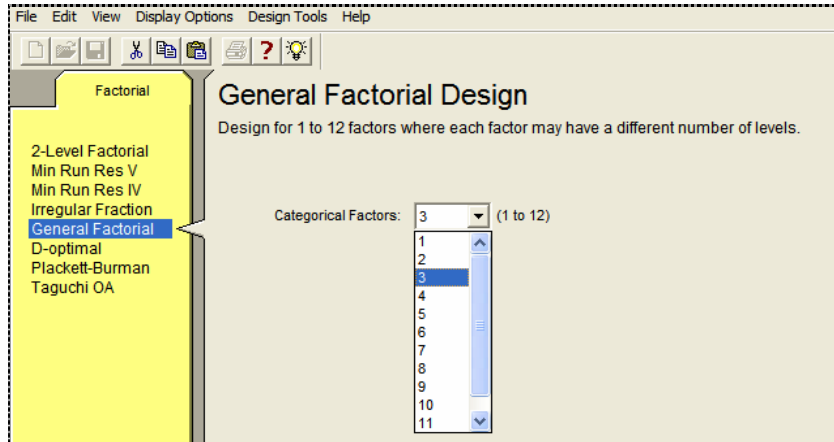 File Edit View Display Options Design Tools Help
?
Factorial
General Factorial Design
Design for 1 to 12 factors where each factor may have a different number of levels.
2-Level Factorial
Min Run Res V
Min Run Res IV
Irregular Fraction
General Factorial
D-optimal
Plackett-Burman
Taguchi OA
Categorical Factors: 3 (1 to 12)
1
2
3
4
5
6
7
8
9
10
11